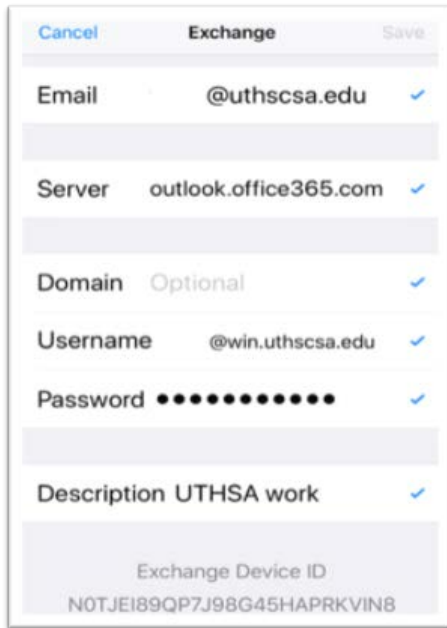 Cancel Exchange Save
Email @uthscsa.edu
Server outlook.office365.com
Domain Optional
Username @win.uthscsa.edu
Password ●●●●●●●●●●●
Description UTHSA work
Exchange Device ID
N0TJEI89QP7J98G45HAPRKVIN8